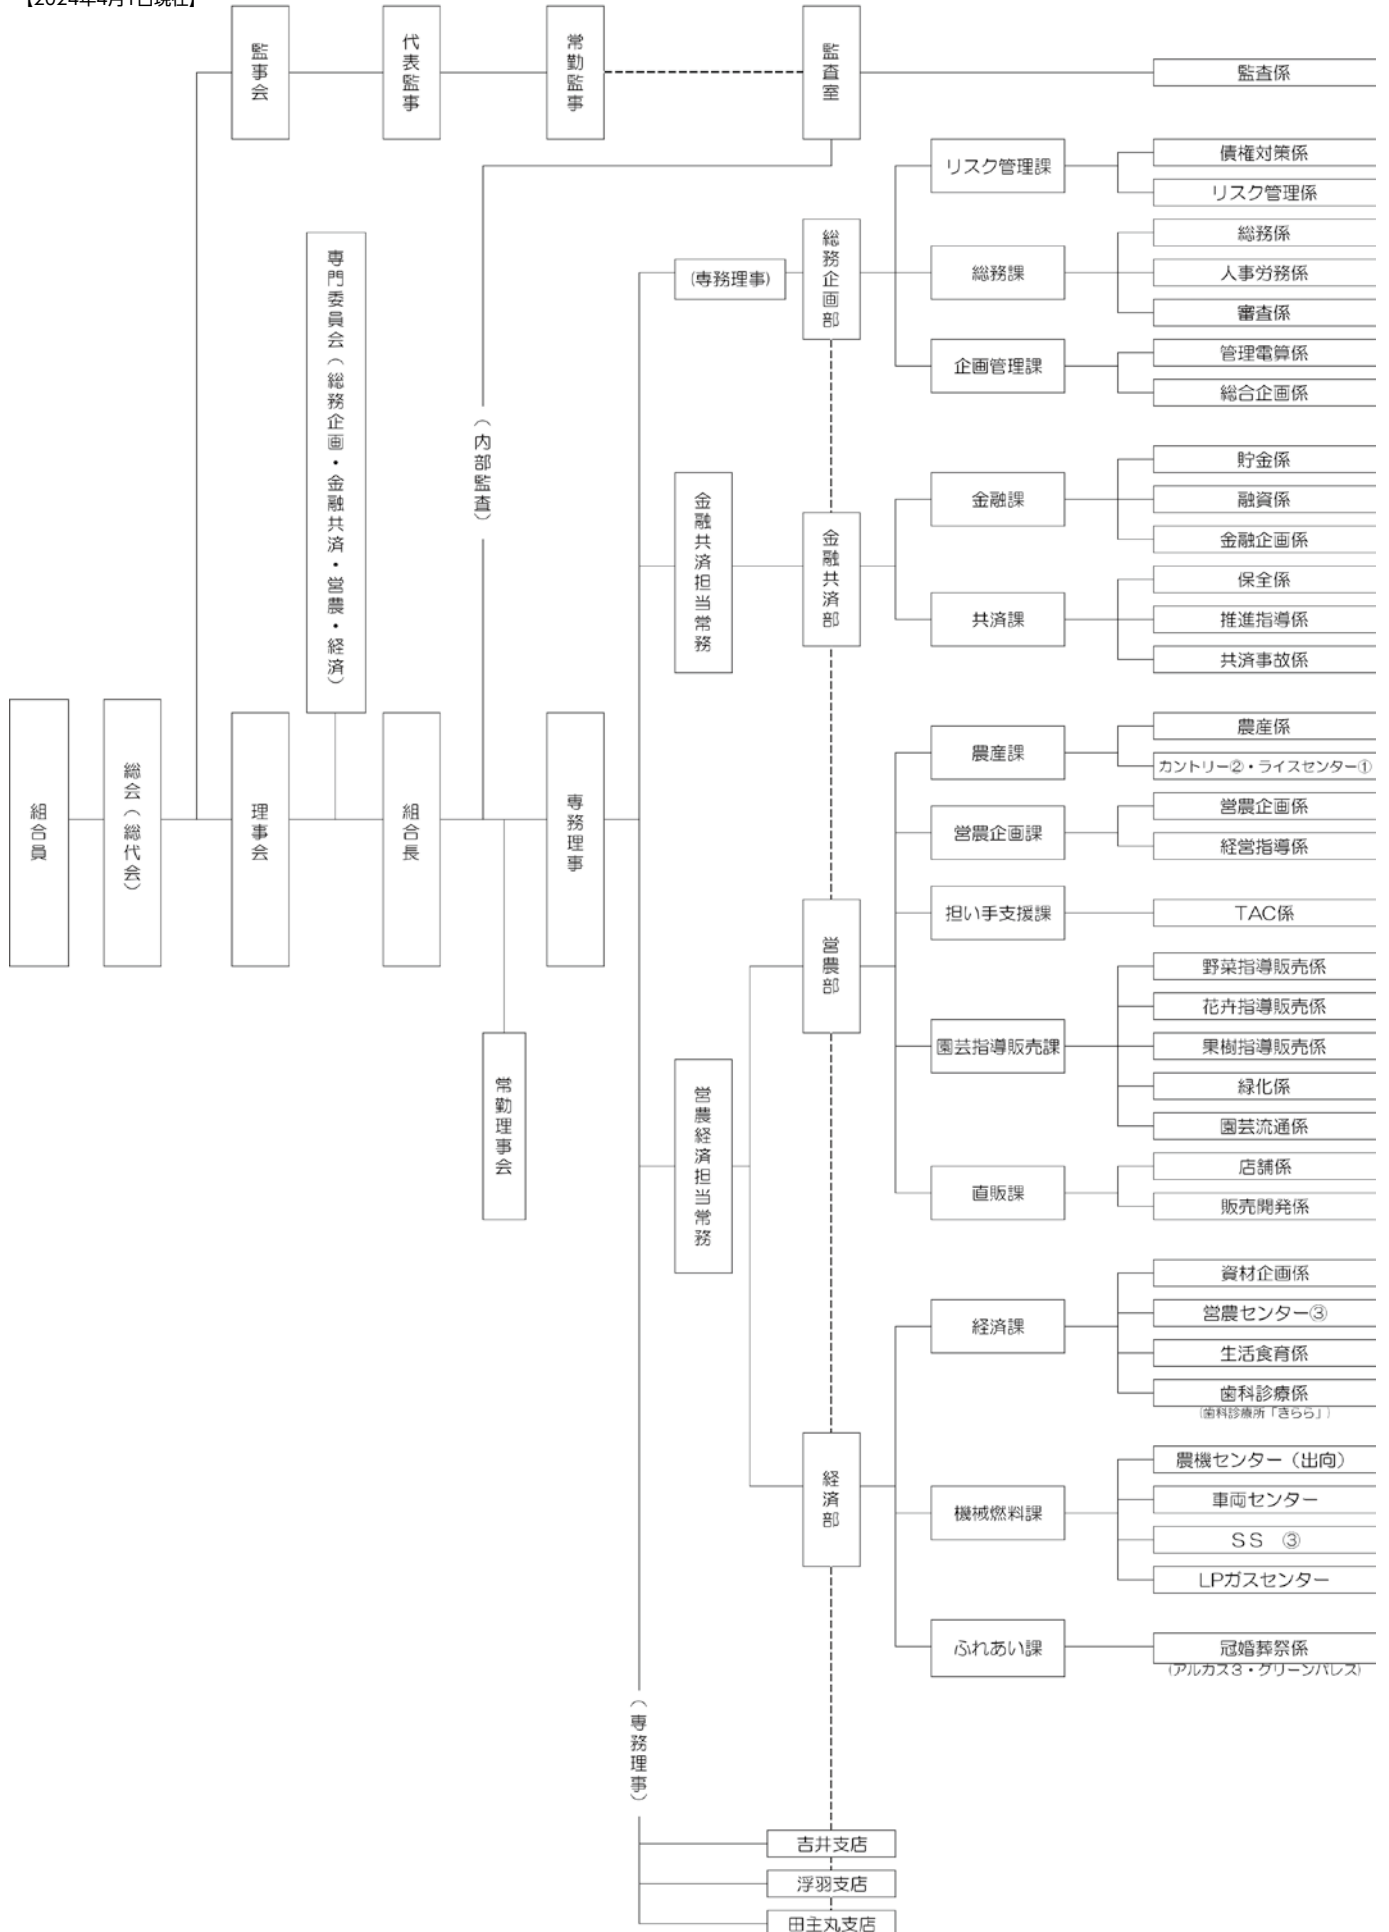 【2024年4月1日現在】
監事会
代表監事
常勤監事
監査室
監査係
リスク管理課
債権対策係
リスク管理係
専門委員会（総務企画・金融共済・営農・経済）
(専務理事)
総務企画部
総務課
総務係
人事労務係
審査係
企画管理課
管理電算係
総合企画係
（内部監査）
金融共済担当常務
金融共済部
金融課
貯金係
融資係
金融企画係
共済課
保全係
推進指導係
共済事故係
組合員
総会（総代会）
理事会
組合長
専務理事
常勤理事会
営農経済担当常務
営農部
農産課
農産係
カントリー②・ライスセンター①
営農企画課
営農企画係
経営指導係
担い手支援課
TAC係
園芸指導販売課
野菜指導販売係
花卉指導販売係
果樹指導販売係
緑化係
園芸流通係
直販課
店舗係
販売開発係
経済部
経済課
資材企画係
営農センター③
生活食育係
歯科診療係
(歯科診療所「きらら」)
機械燃料課
農機センター（出向）
車両センター
ＳＳ　③
LPガスセンター
ふれあい課
冠婚葬祭係
(アルカス３・グリーンパレス)
（専務理事）
吉井支店
浮羽支店
田主丸支店